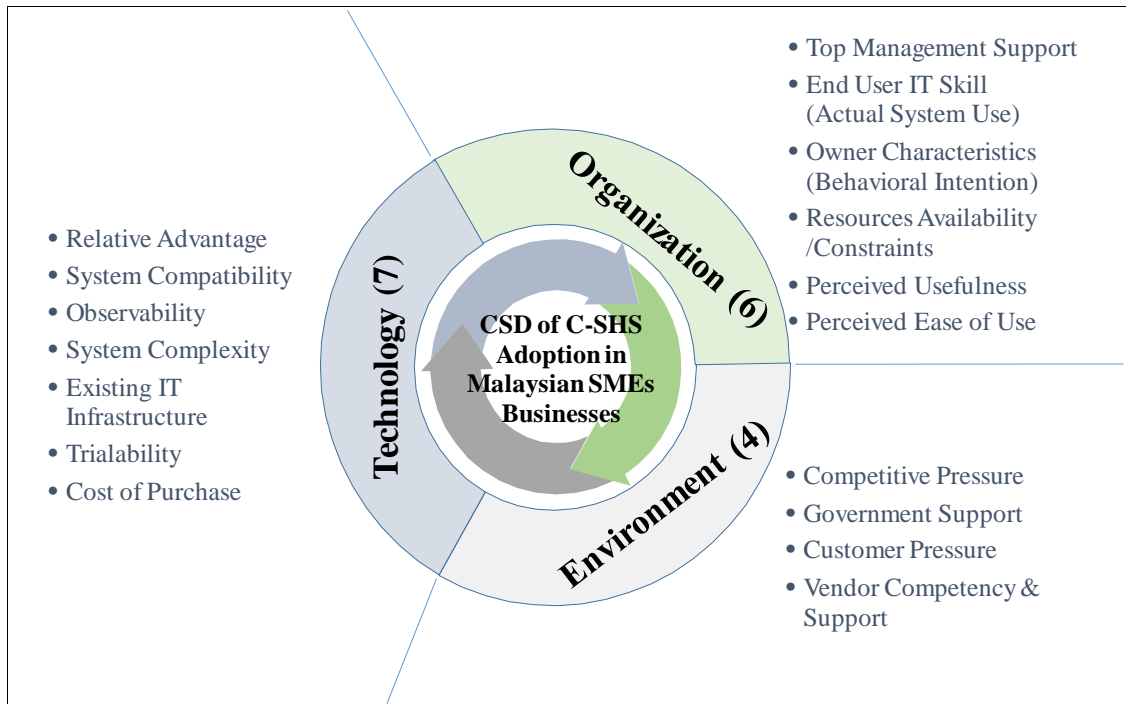 • Top Management Support
• End User IT Skill
(Actual System Use)
• Owner Characteristics
(Behavioral Intention)
• Resources Availability
/Constraints
• Perceived Usefulness
• Perceived Ease of Use
Organization (6)
• Relative Advantage
• System Compatibility
• Observability
• System Complexity
• Existing IT
Infrastructure
• Trialability
• Cost of Purchase
Technology (7)
CSD of C-SHS
Adoption in
Malaysian SMEs
Businesses
Environment (4)
• Competitive Pressure
• Government Support
• Customer Pressure
• Vendor Competency &
Support